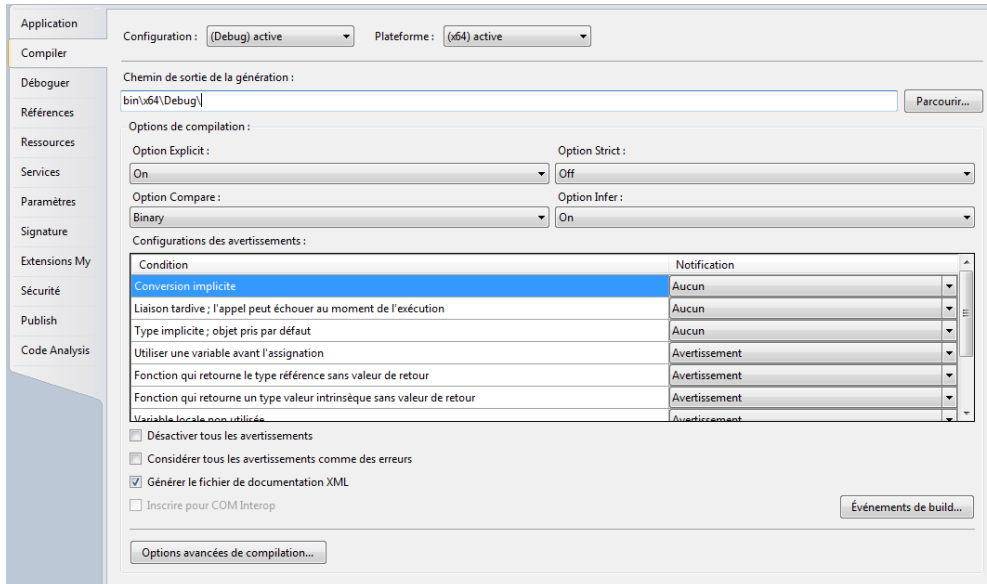 Application
Compiler
Déboguer
Références
Ressources
Services
Paramètres
Signature
Extensions My
Sécurité
Publish
Code Analysis
Configuration : (Debug) active Plateforme : (x64) active
Chemin de sortie de la génération :
bin\x64\Debug\ Parcourir...
Options de compilation :
Option Explicit : Option Strict :
On Off
Option Compare : Option Infer :
Binary On
Configurations des avertissements :
Condition Notification
Conversion implicite Aucun
Liaison tardive ; l'appel peut échouer au moment de l'exécution Aucun
Type implicite ; objet pris par défaut Aucun
Utiliser une variable avant l'assignation Avertissement
Fonction qui retourne le type référence sans valeur de retour Avertissement
Fonction qui retourne un type valeur intrinsèque sans valeur de retour Avertissement
Variable locale non utilisée Avertissement
Désactiver tous les avertissements
Considérer tous les avertissements comme des erreurs
Générer le fichier de documentation XML
Inscrire pour COM Interop Événements de build...
Options avancées de compilation...